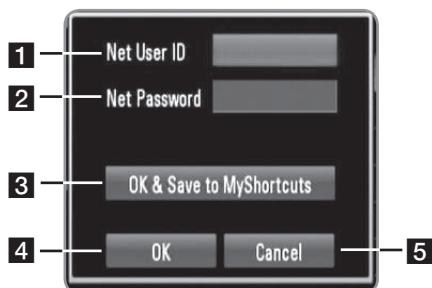 1 Net User ID
2 Net Password
3 OK & Save to MyShortcuts
4 OK Cancel 5